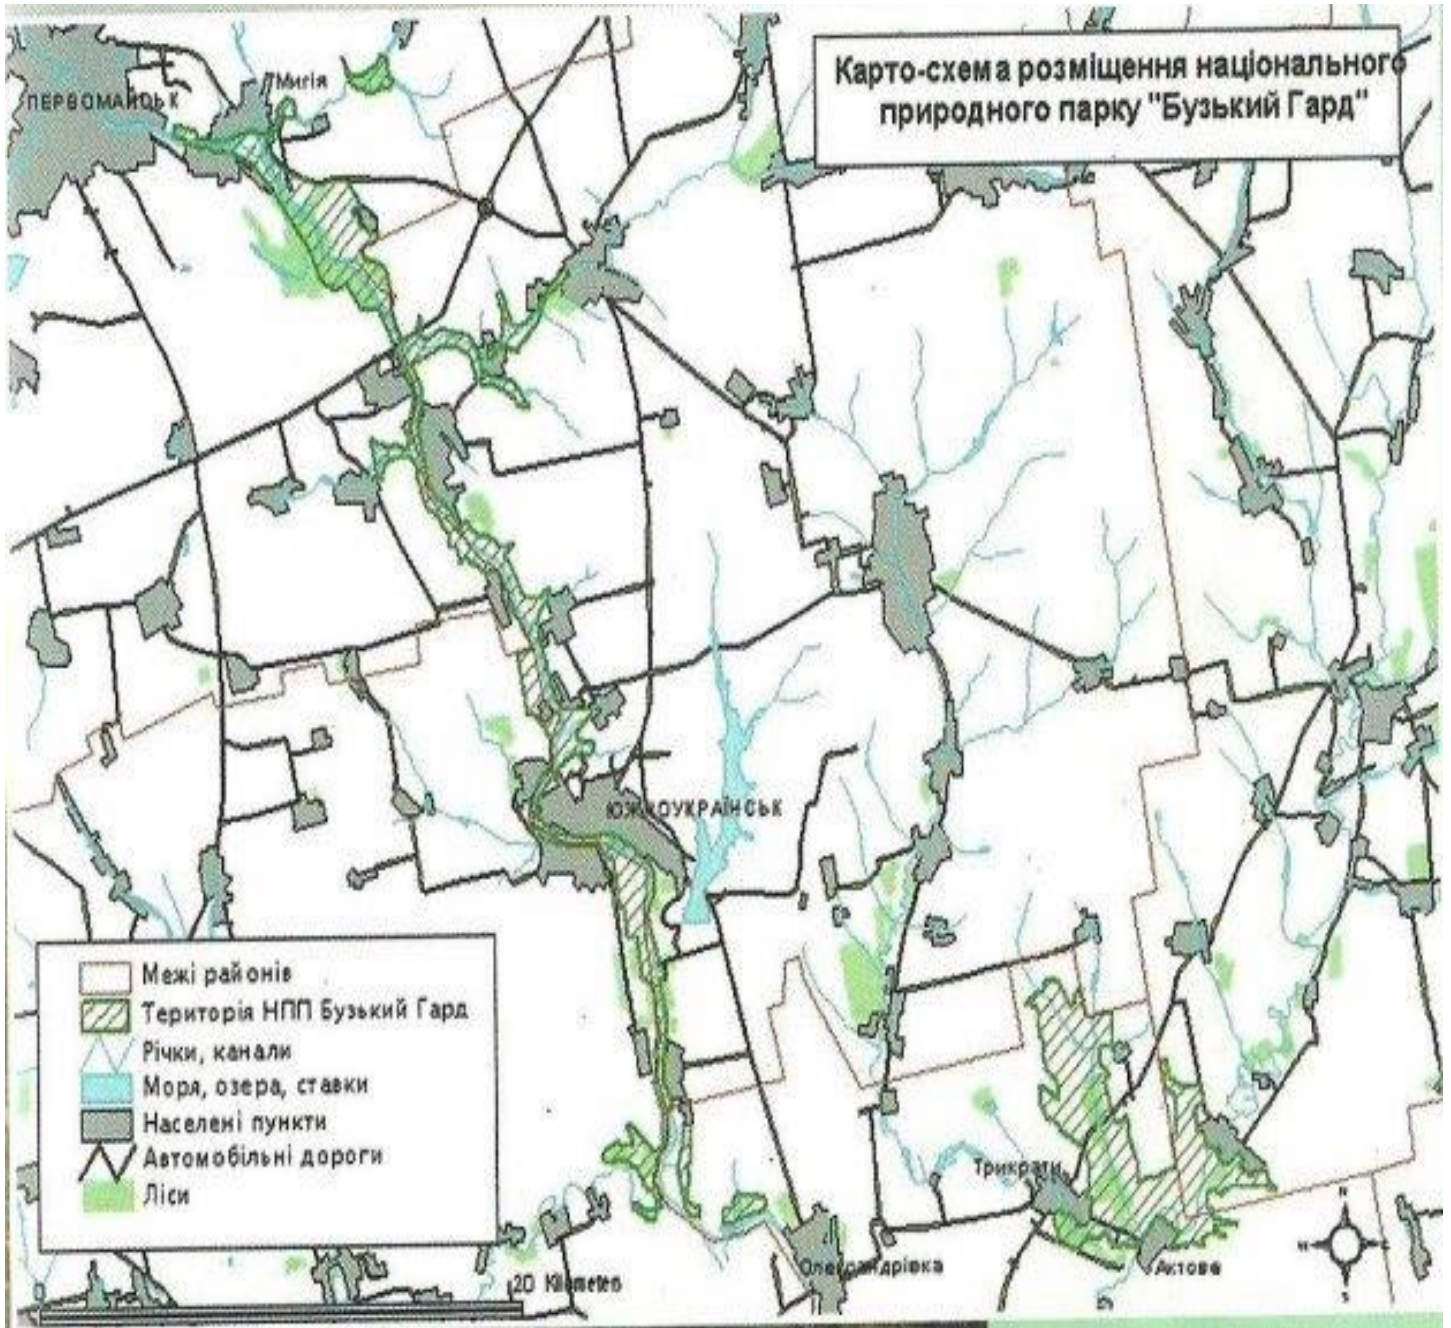 Карто-схема розміщення національного
природного парку "Бузький Гард"
Мигія
ПЕРВОМАЙСЬК
ЮЖНОУКРАЇНСЬК
Межі районів
Територія НПП Бузький Гард
Річки, канали
Моря, озера, ставки
Населені пункти
Автомобільні дороги
Ліси
Трикрати
Олександрівка
Актове
0
20 Kilometers
N
S